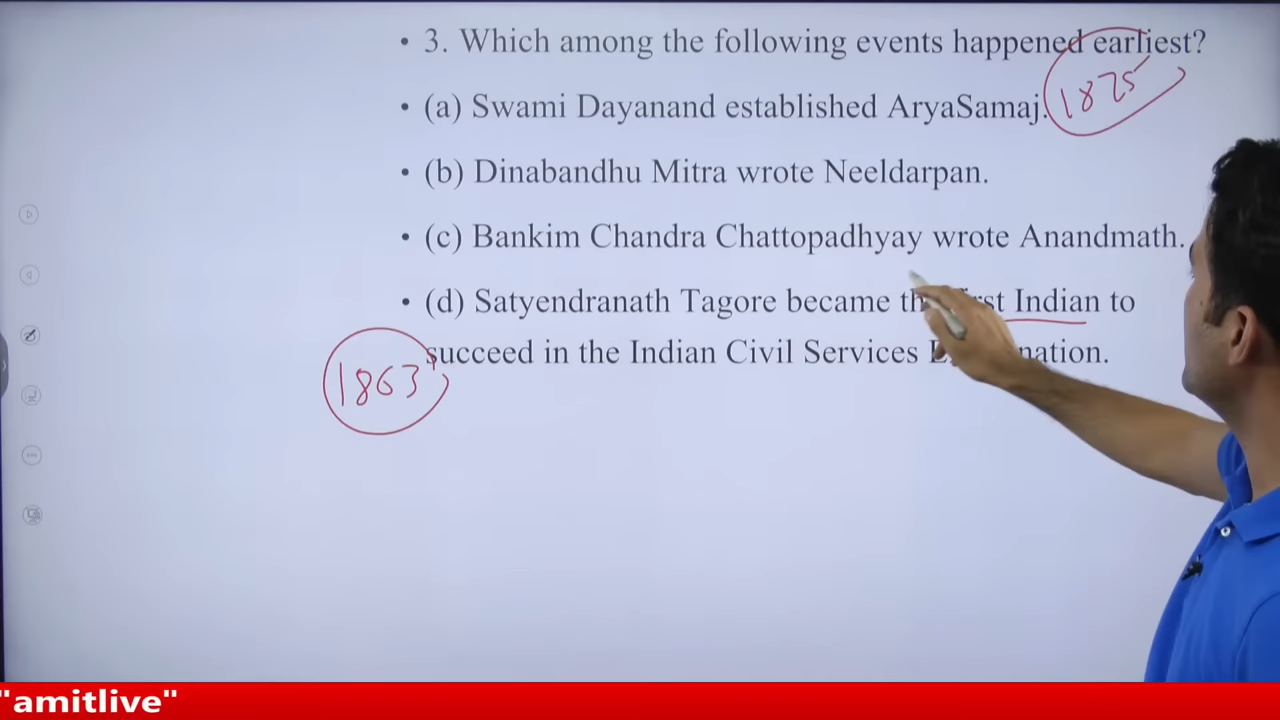 • 3. Which among the following events happened earliest?
• (a) Swami Dayanand established AryaSamaj. 1875
• (b) Dinabandhu Mitra wrote Neeldarpan.
• (c) Bankim Chandra Chattopadhyay wrote Anandmath.
• (d) Satyendranath Tagore became first Indian to
succeed in the Indian Civil Services
1863
"amitlive"